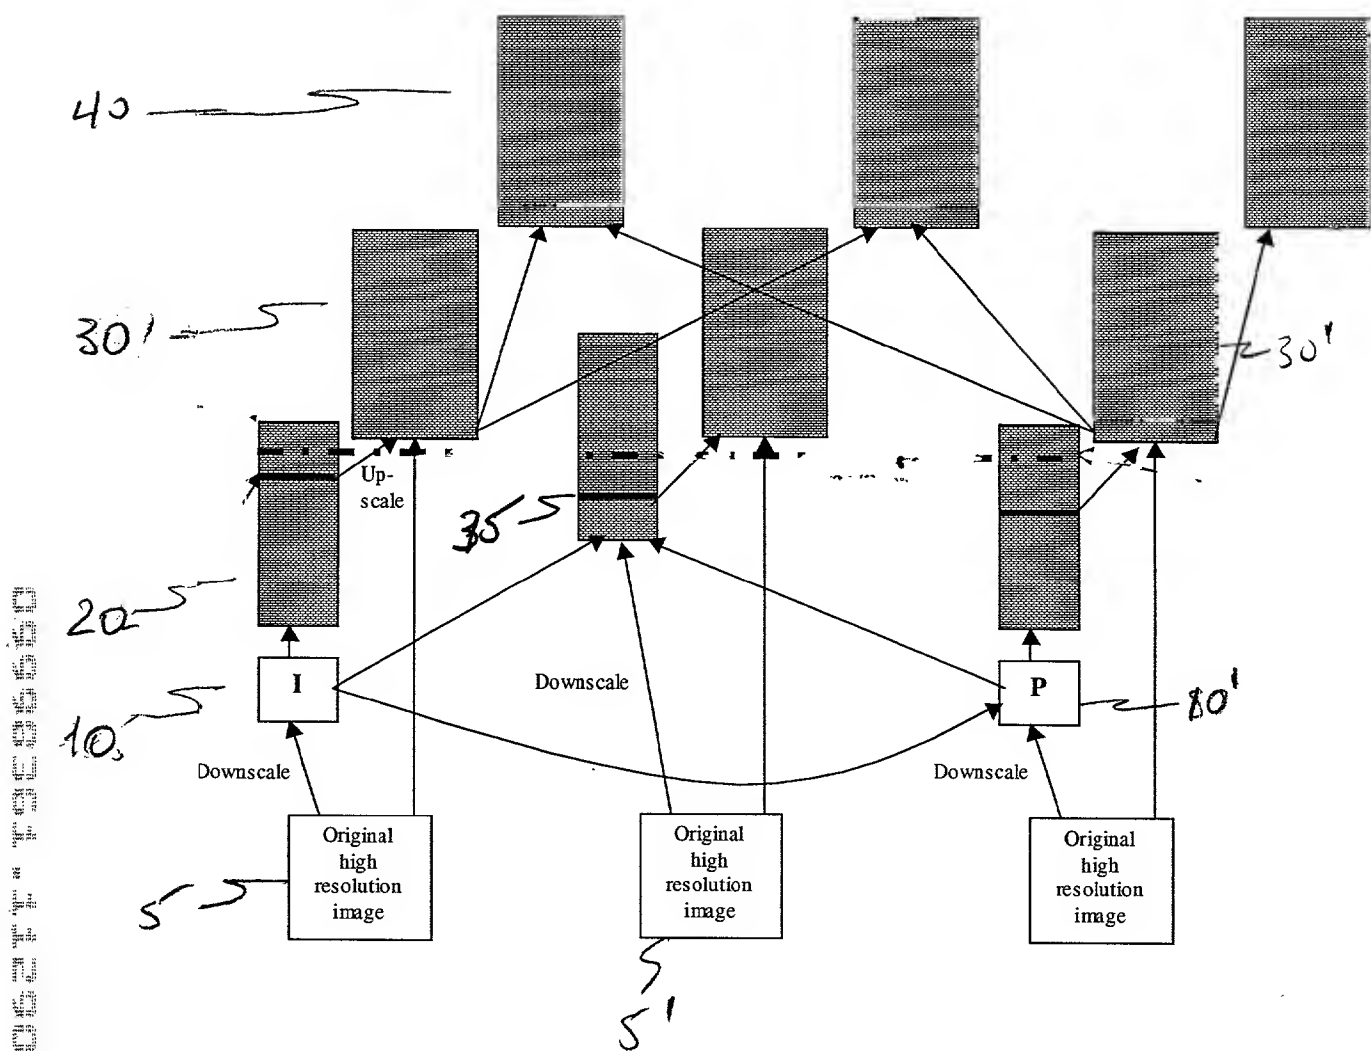 40
30'
30'
Up-
scale
35
20
I
Downscale
P
10'
10
Downscale
Downscale
Original
high
resolution
image
Original
high
resolution
image
Original
high
resolution
image
5
5'